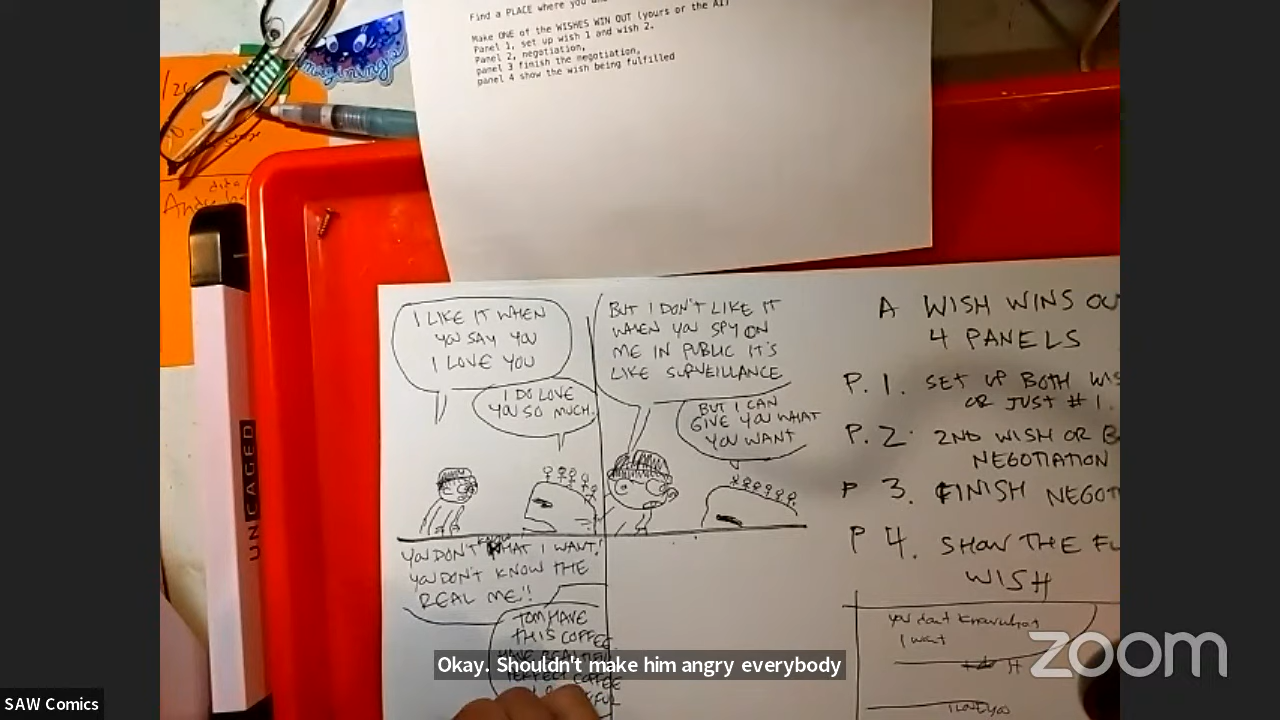 Find a PLACE where you
Make ONE of the WISHES WIN OUT (yours or the AI)
Panel 1, set up wish 1 and wish 2.
Panel 2, negotiation,
panel 3 finish the negotiation,
panel 4 show the wish being fulfilled
I LIKE IT WHEN
YOU SAY YOU
I LOVE YOU
I DO LOVE
YOU SO MUCH.
BUT I DON'T LIKE IT
WHEN YOU SPY ON
ME IN PUBLIC IT'S
LIKE SURVEILLANCE
BUT I CAN
GIVE YOU WHAT
YOU WANT
YOU DON'T KNOW WHAT I WANT!
YOU DON'T KNOW THE
REAL ME!!
TOM HAVE
THIS COFFEE
PERFECT COFFEE
A WISH WINS OU
4 PANELS
P. 1. SET UP BOTH WIS
OR JUST #1.
P. 2. 2ND WISH OR B
NEGOTIATION
P 3. FINISH NEGOT
P 4. SHOW THE FU
WISH
you don't know what
I want
I love you
UNCAGED
Okay. Shouldn't make him angry everybody
SAW Comics
zoom